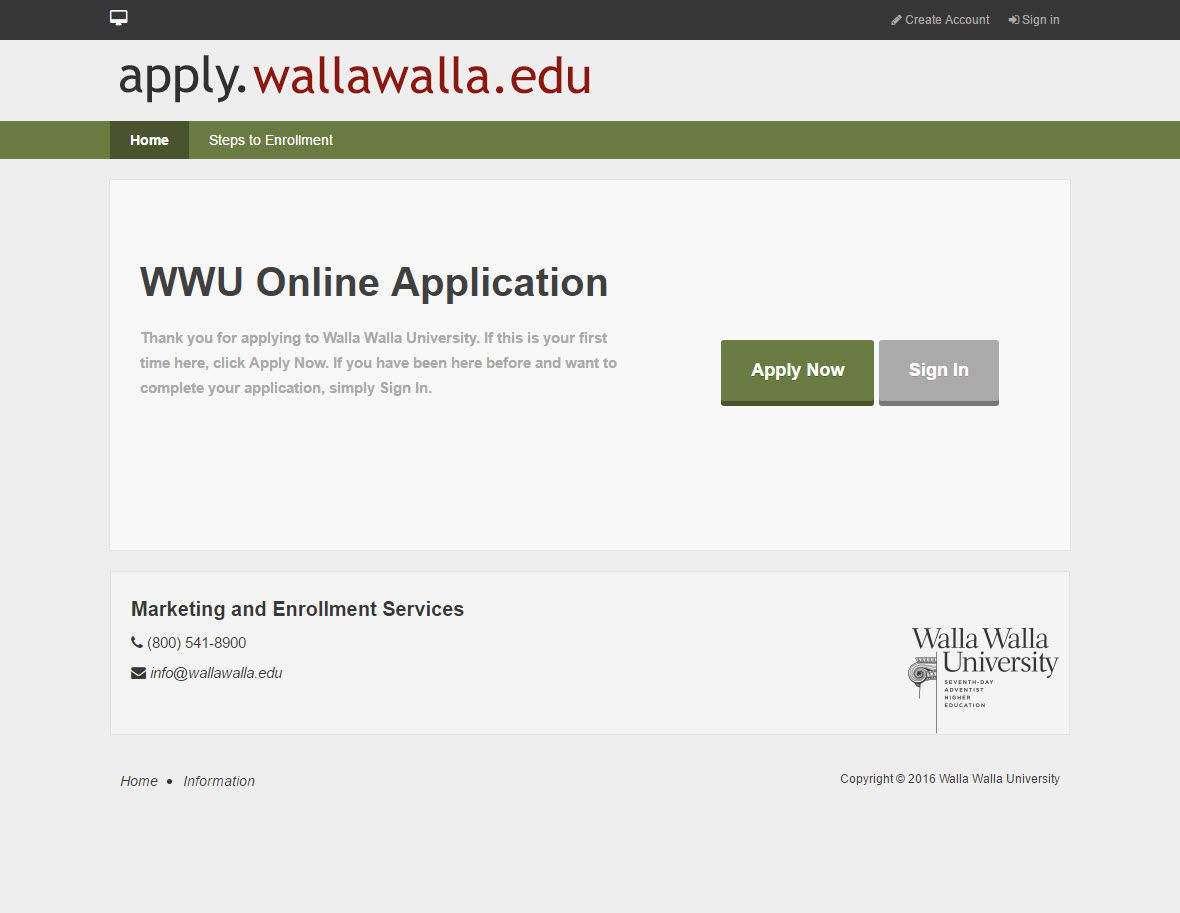 Create Account Sign in
apply.wallawalla.edu
Home Steps to Enrollment
WWU Online Application
Thank you for applying to Walla Walla University. If this is your first
time here, click Apply Now. If you have been here before and want to
complete your application, simply Sign In.
Apply Now Sign In
Marketing and Enrollment Services
(800) 541-8900
info@wallawalla.edu
Walla Walla
University
SEVENTH-DAY
ADVENTIST
HIGHER
EDUCATION
Home • Information
Copyright © 2016 Walla Walla University